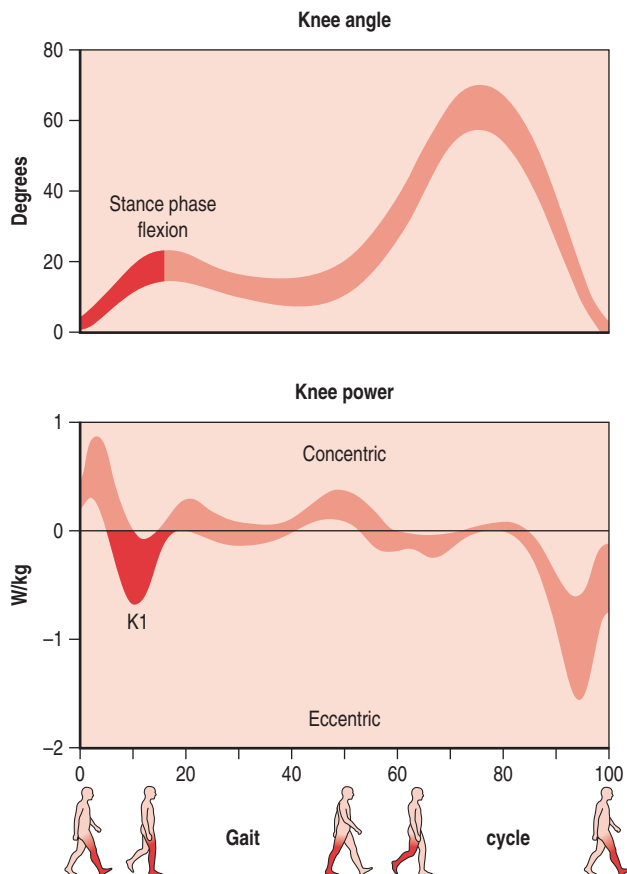 Knee angle
80
60
40
20
0
Degrees
Stance phase
flexion
Knee power
1
0
–1
–2
W/kg
Concentric
K1
Eccentric
0 20 40 60 80 100
Gait cycle